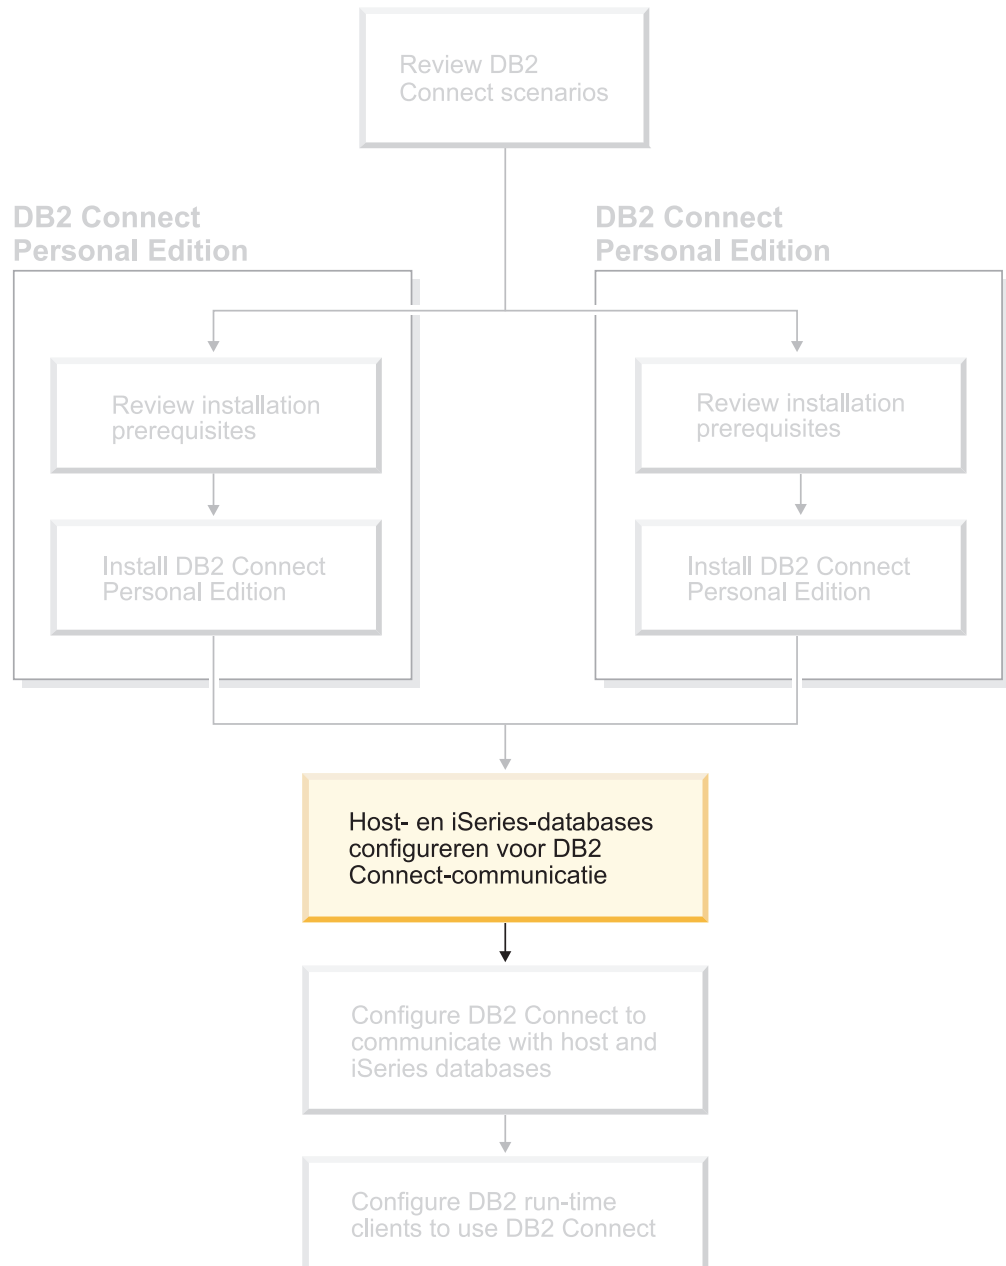 Review DB2
Connect scenarios
DB2 Connect
Personal Edition
Review installation
prerequisites
Install DB2 Connect
Personal Edition
DB2 Connect
Personal Edition
Review installation
prerequisites
Install DB2 Connect
Personal Edition
Host- en iSeries-databases
configureren voor DB2
Connect-communicatie
Configure DB2 Connect to
communicate with host and
iSeries databases
Configure DB2 run-time
clients to use DB2 Connect